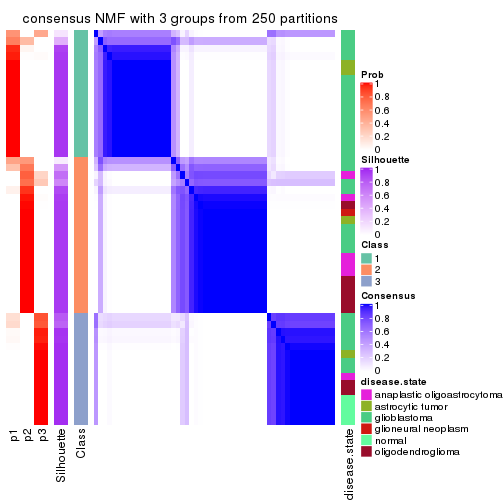 consensus NMF with 3 groups from 250 partitions
Prob
1
0.8
0.6
0.4
0.2
0
Silhouette
1
0.8
0.6
0.4
0.2
0
Class
1
2
3
Consensus
1
0.8
0.6
0.4
0.2
0
disease.state
anaplastic oligoastrocytoma
astrocytic tumor
glioblastoma
glioneural neoplasm
normal
oligodendroglioma
p1
p2
p3
Silhouette
Class
disease.state